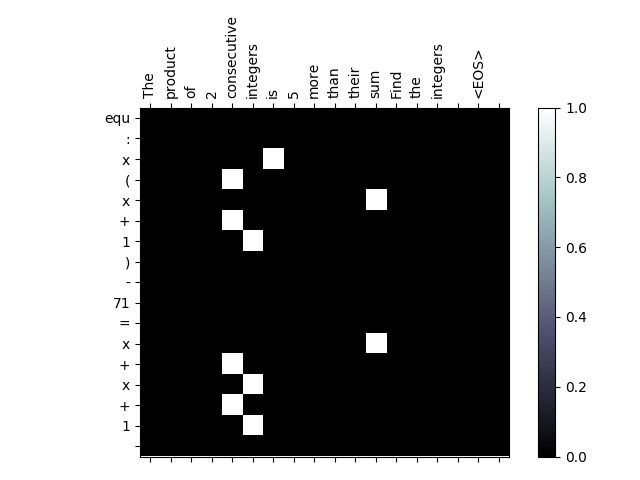 The product of 2 consecutive integers is 5 more than their sum Find the integers <EOS>
equ
:
x
(
x
+
1
)
-
71
=
x
+
x
+
1
1.0
0.8
0.6
0.4
0.2
0.0